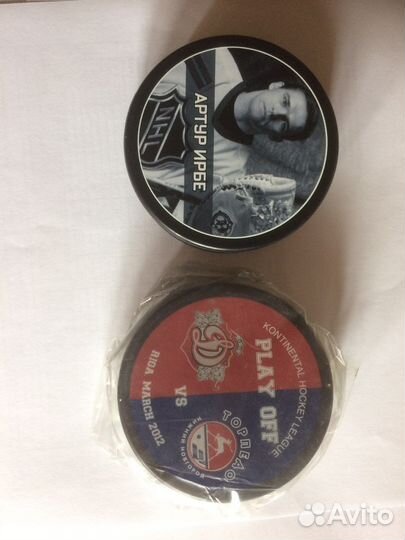 АРТУР ИРБЕ
NHL
KONTINENTAL HOCKEY LEAGUE
PLAY OFF
D
VS
RIGA MARCH 2012
ТОРПЕДО
НИЖНИЙ НОВГОРОД
Avito